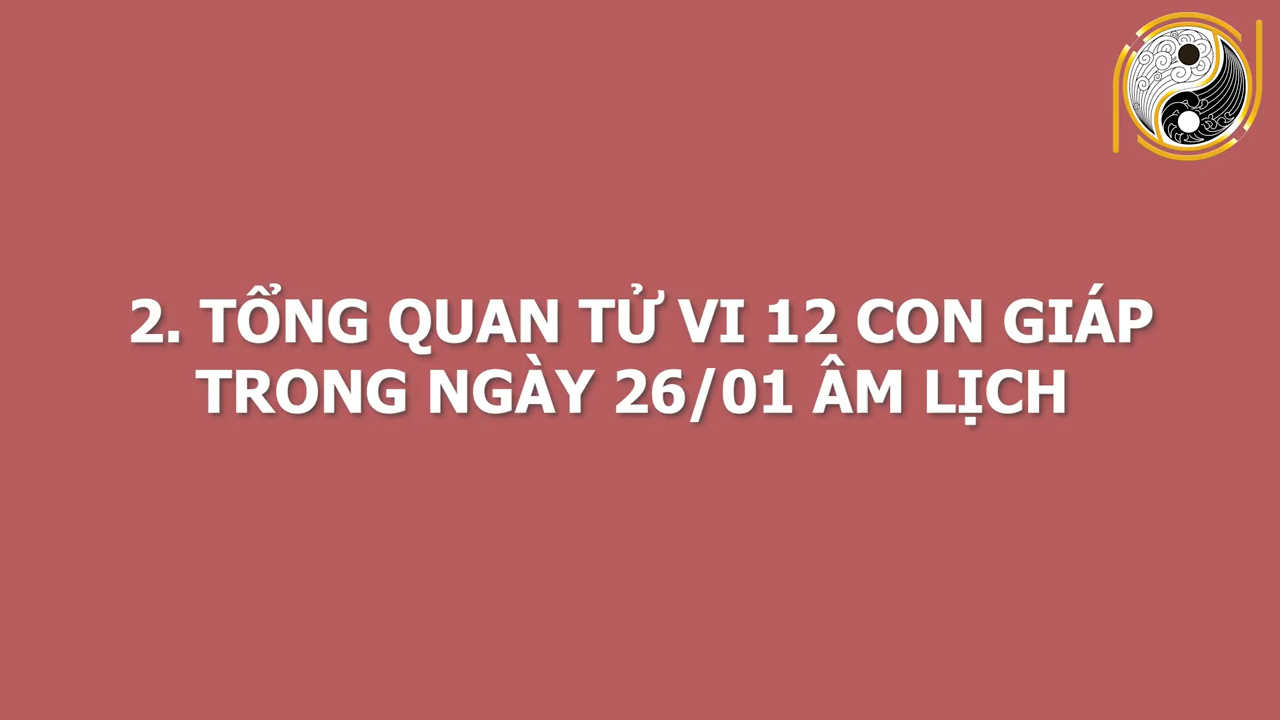 2. TỔNG QUAN TỬ VI 12 CON GIÁP
TRONG NGÀY 26/01 ÂM LỊCH